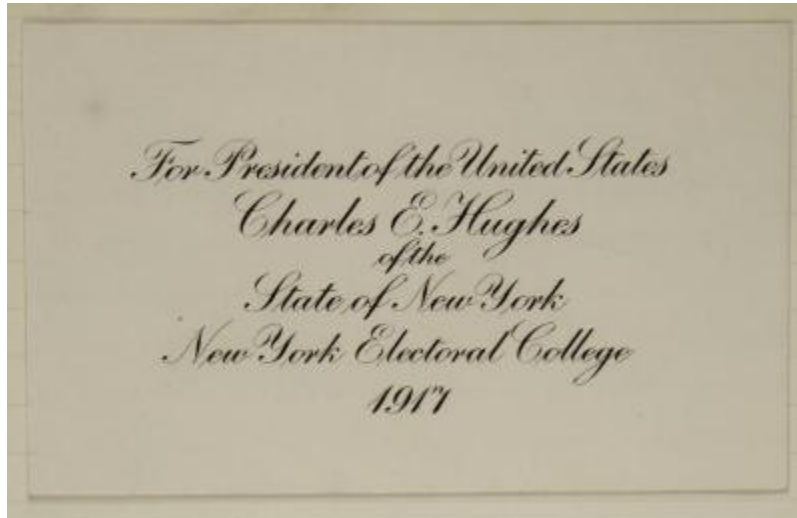 For President of the United States
Charles E. Hughes
of the
State of New York
New York Electoral College
1917